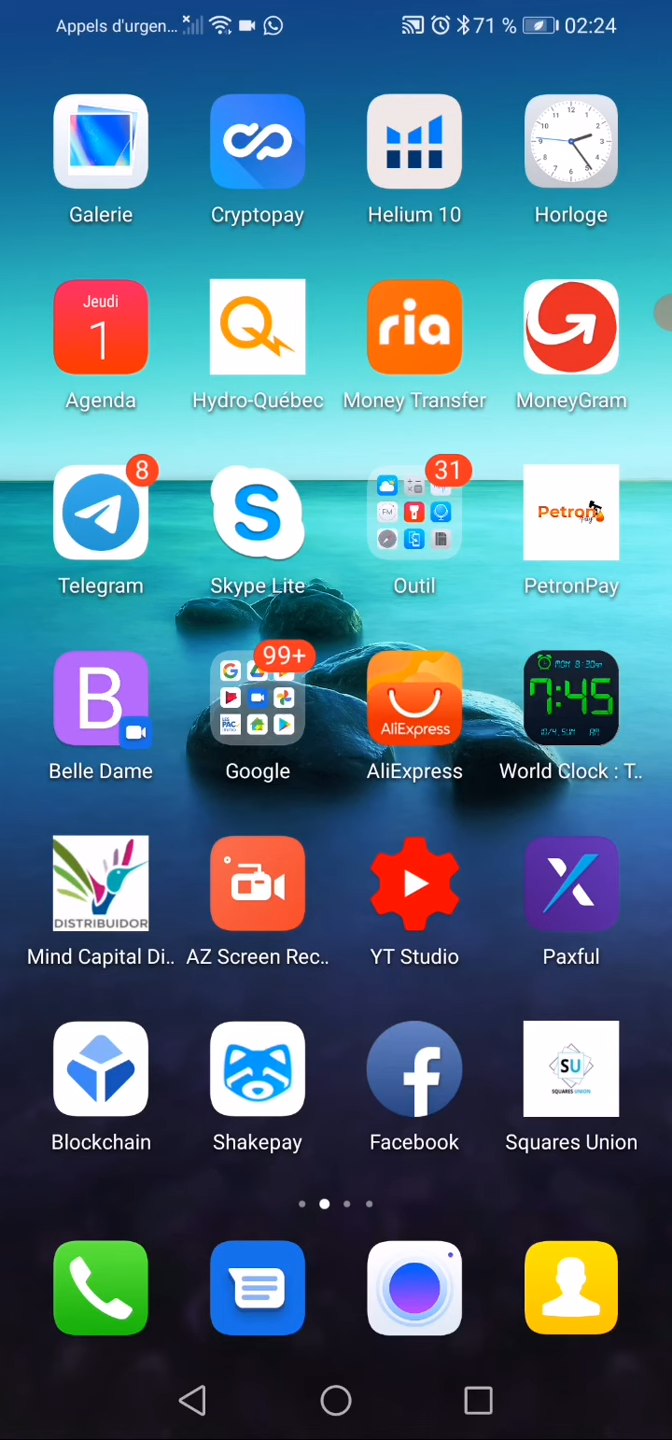 Appels d'urgen... 71 % 02:24
Galerie Cryptopay Helium 10 Horloge
Jeudi
1
ria
Agenda Hydro-Québec Money Transfer MoneyGram
8 31
Petron
Telegram Skype Lite Outil PetronPay
99+
B
AliExpress
7:45
Belle Dame Google AliExpress World Clock : T..
DISTRIBUIDOR
Mind Capital Di.. AZ Screen Rec.. YT Studio Paxful
SU
SQUARES UNION
Blockchain Shakepay Facebook Squares Union